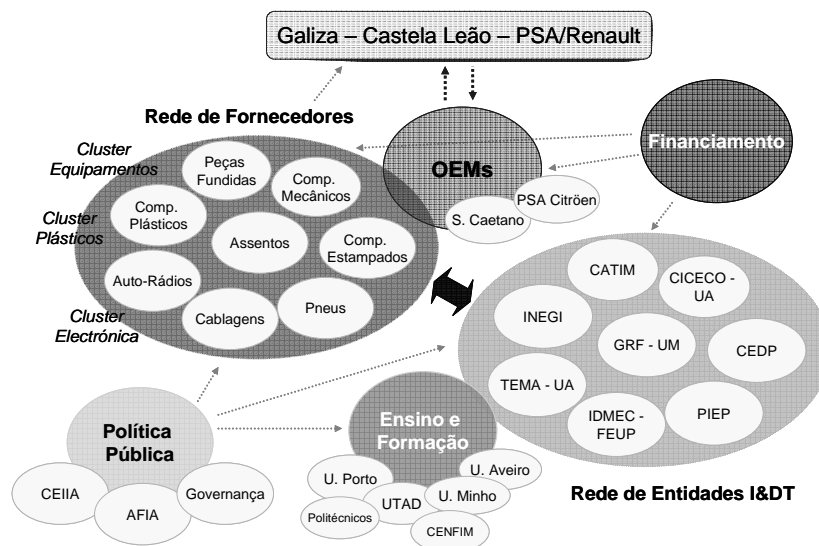 Galiza – Castela Leão – PSA/Renault
Rede de Fornecedores
Cluster
Equipamentos
Peças
Fundidas
Comp.
Mecânicos
OEMs
Financiamento
PSA Citröen
S. Caetano
Cluster
Plásticos
Comp.
Plásticos
Assentos
Comp.
Estampados
Auto-Rádios
Cablagens
Pneus
Cluster
Electrónica
CATIM
CICECO -
UA
INEGI
GRF - UM
CEDP
TEMA - UA
IDMEC -
FEUP
PIEP
Rede de Entidades I&DT
Política
Pública
CEIIA
AFIA
Governança
Ensino e
Formação
U. Porto
U. Aveiro
UTAD
U. Minho
Politécnicos
CENFIM